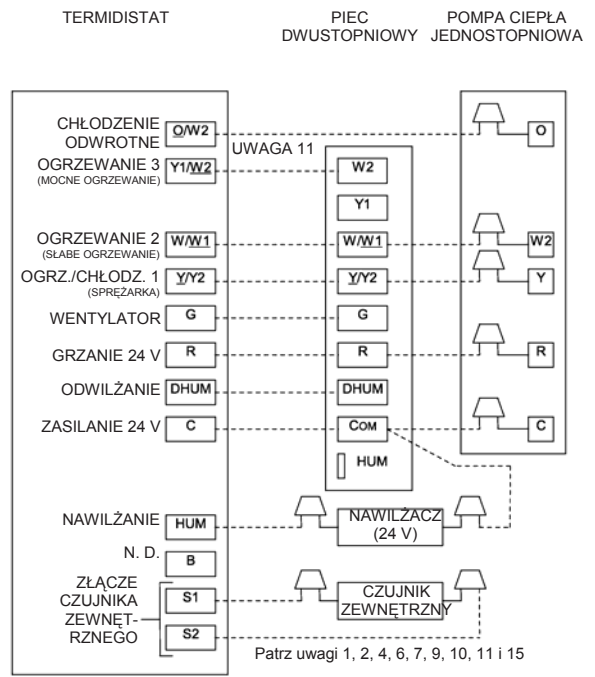 TERMIDISTAT
PIEC
DWUSTOPNIOWY
POMPA CIEPŁA
JEDNOSTOPNIOWA
CHŁODZENIE
ODWROTNE
O/W2
O
UWAGA 11
OGRZEWANIE 3
(MOCNE OGRZEWANIE)
Y1/W2
W2
Y1
OGRZEWANIE 2
(SŁABE OGRZEWANIE)
W/W1
W/W1
W2
OGRZ./CHŁODZ. 1
(SPRĘŻARKA)
Y/Y2
Y/Y2
Y
WENTYLATOR
G
G
GRZANIE 24 V
R
R
R
ODWILŻANIE
DHUM
DHUM
ZASILANIE 24 V
C
COM
C
HUM
NAWILŻANIE
HUM
NAWILŻACZ
(24 V)
N. D.
B
ZŁĄCZE
CZUJNIKA
ZEWNĘT-
RZNEGO
S1
S2
CZUJNIK
ZEWNĘTRZNY
Patrz uwagi 1, 2, 4, 6, 7, 9, 10, 11 i 15